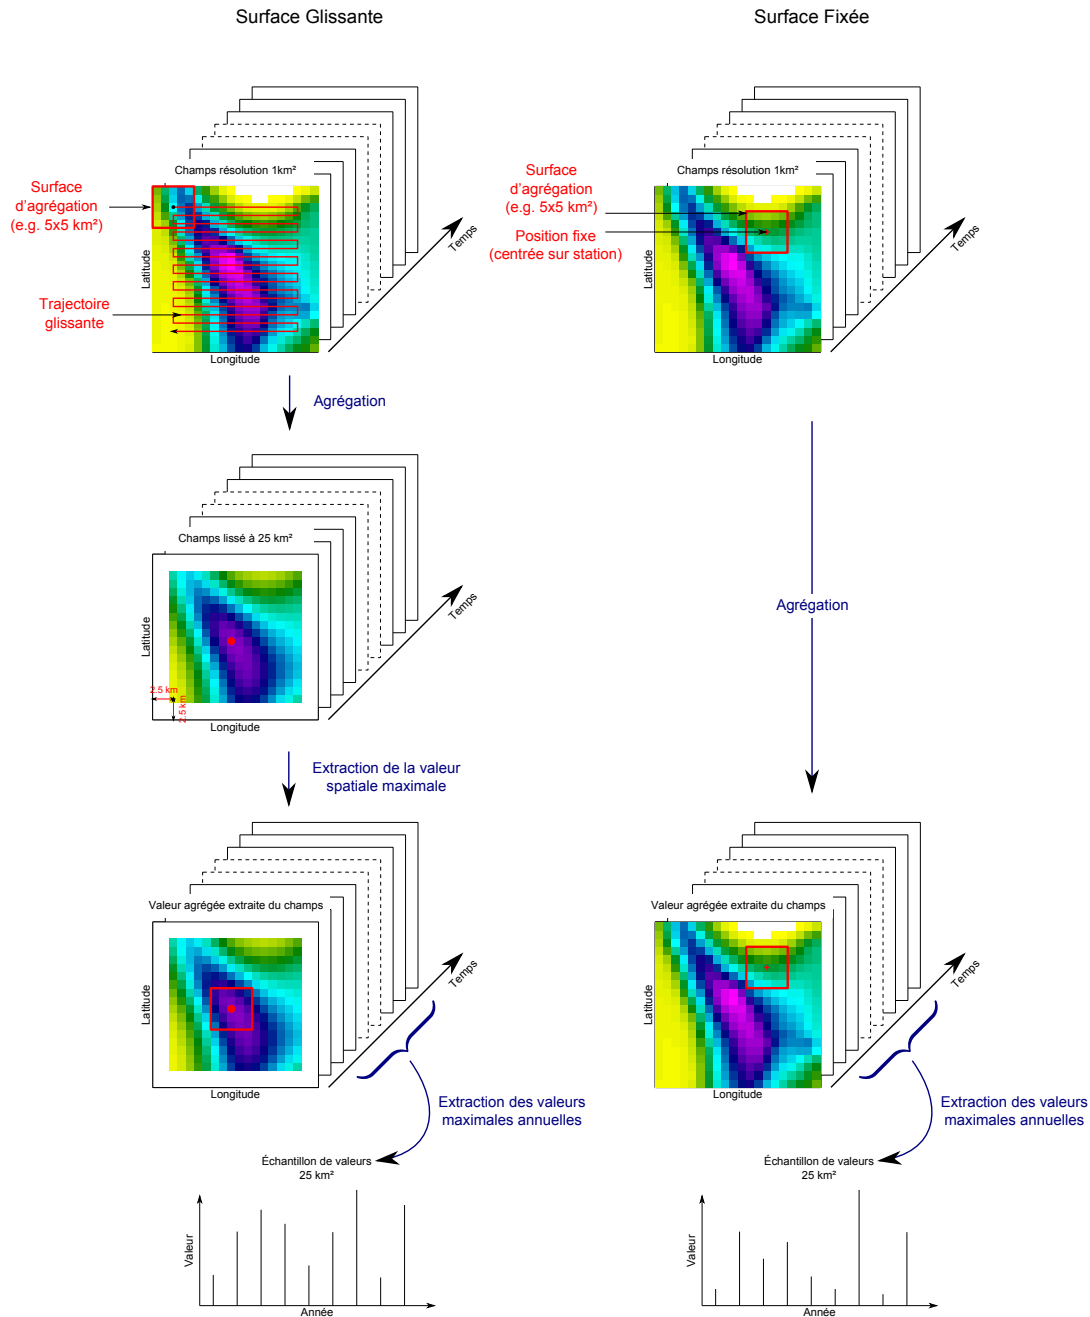 Surface Glissante
Surface Fixée
Champs résolution 1km²
Surface
d'agrégation
(e.g. 5x5 km²)
Trajectoire
glissante
Latitude
Longitude
Temps
Champs résolution 1km²
Surface
d'agrégation
(e.g. 5x5 km²)
Position fixe
(centrée sur station)
Latitude
Longitude
Temps
Agrégation
Champs lissé à 25 km²
Latitude
2.5 km
2.5 km
Longitude
Temps
Agrégation
Extraction de la valeur
spatiale maximale
Valeur agrégée extraite du champs
Latitude
Longitude
Temps
Valeur agrégée extraite du champs
Latitude
Longitude
Temps
Extraction des valeurs
maximales annuelles
Extraction des valeurs
maximales annuelles
Échantillon de valeurs
25 km²
Valeur
Année
Échantillon de valeurs
25 km²
Valeur
Année